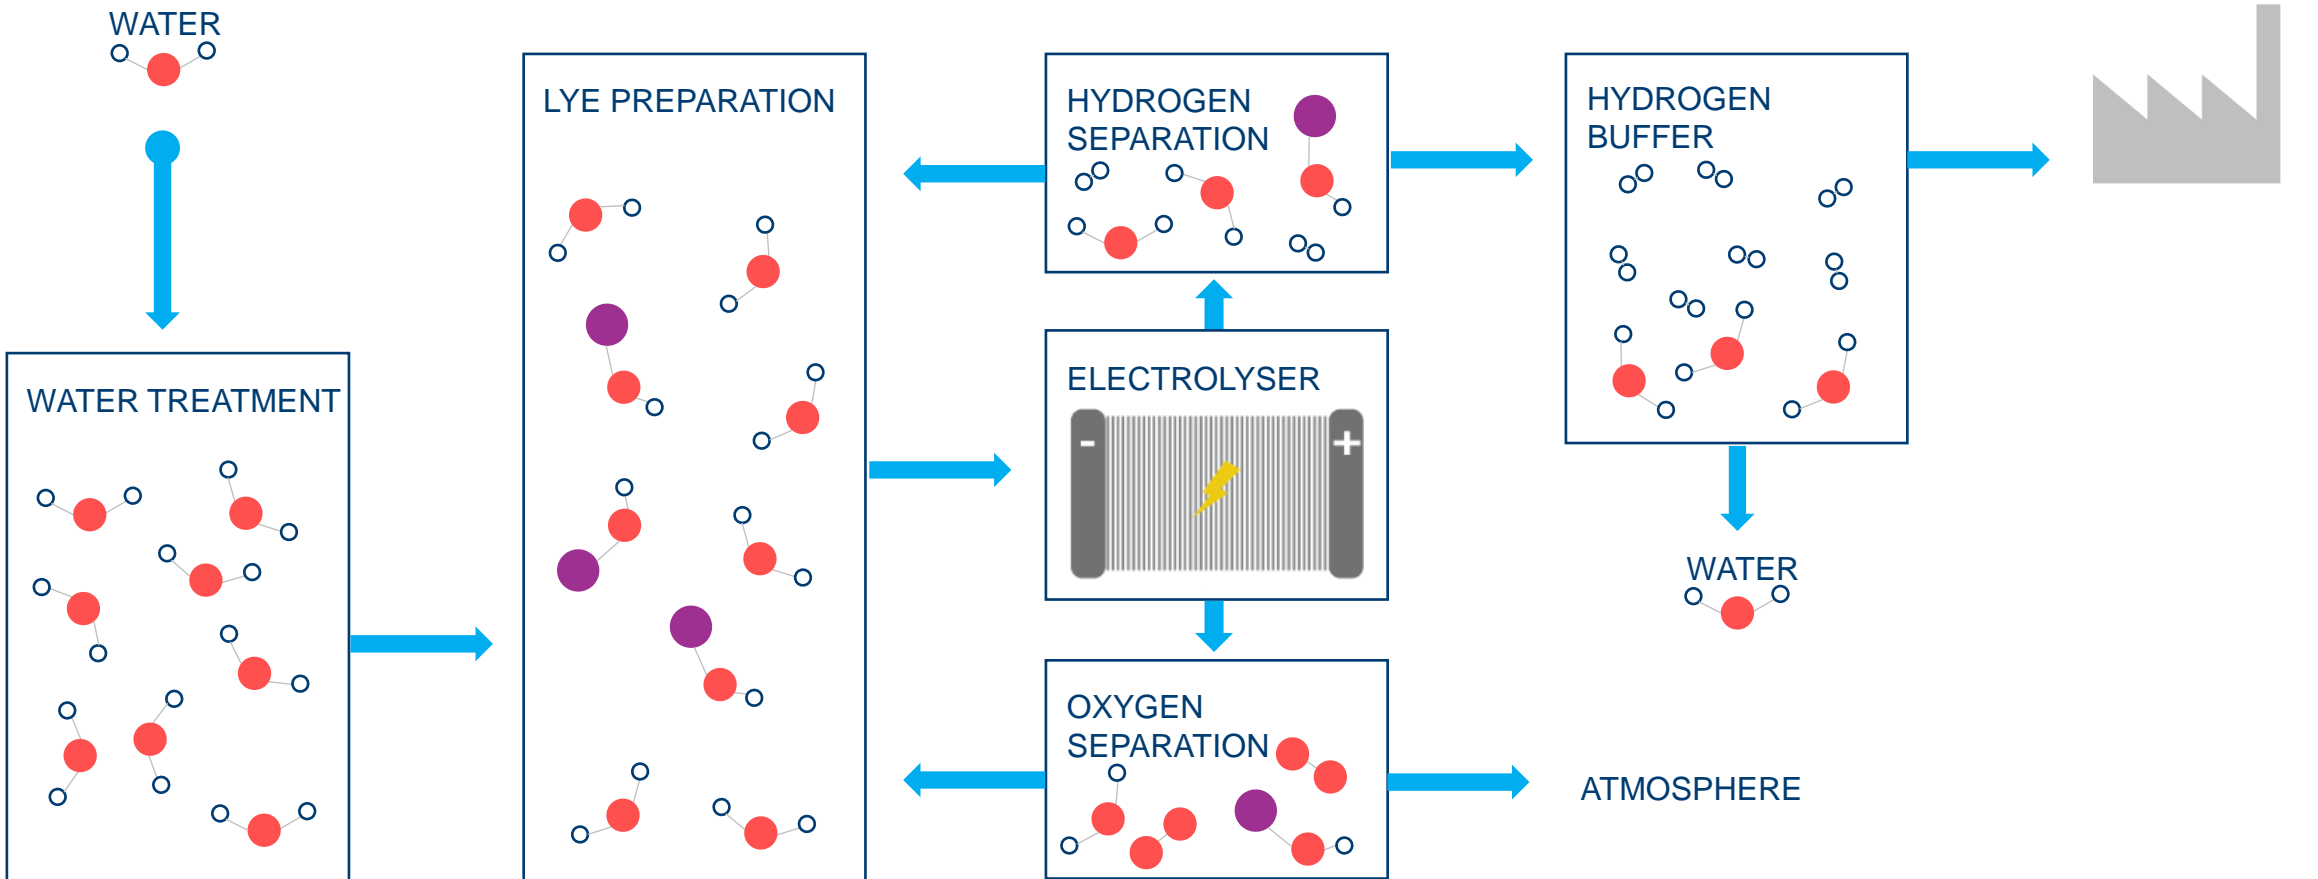 WATER
WATER TREATMENT
LYE PREPARATION
HYDROGEN
SEPARATION
ELECTROLYSER
-
+
OXYGEN
SEPARATION
HYDROGEN
BUFFER
WATER
ATMOSPHERE